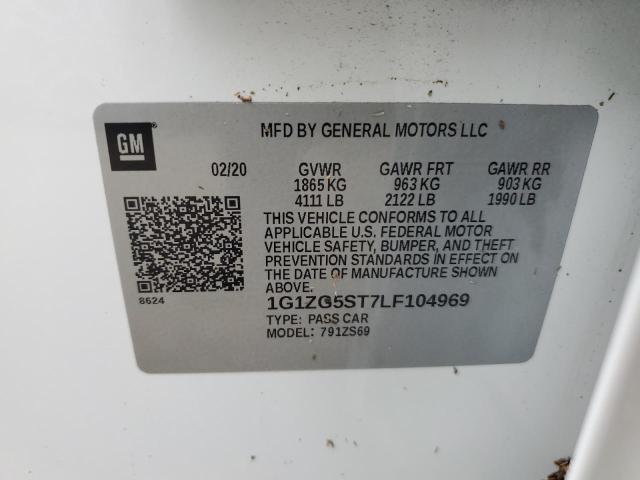 GM
MFD BY GENERAL MOTORS LLC
02/20 GVWR GAWR FRT GAWR RR
1865 KG 963 KG 903 KG
4111 LB 2122 LB 1990 LB
THIS VEHICLE CONFORMS TO ALL
APPLICABLE U.S. FEDERAL MOTOR
VEHICLE SAFETY, BUMPER, AND THEFT
PREVENTION STANDARDS IN EFFECT ON
THE DATE OF MANUFACTURE SHOWN
ABOVE.
8624
1G1ZG5ST7LF104969
TYPE: PASS CAR
MODEL: 791ZS69